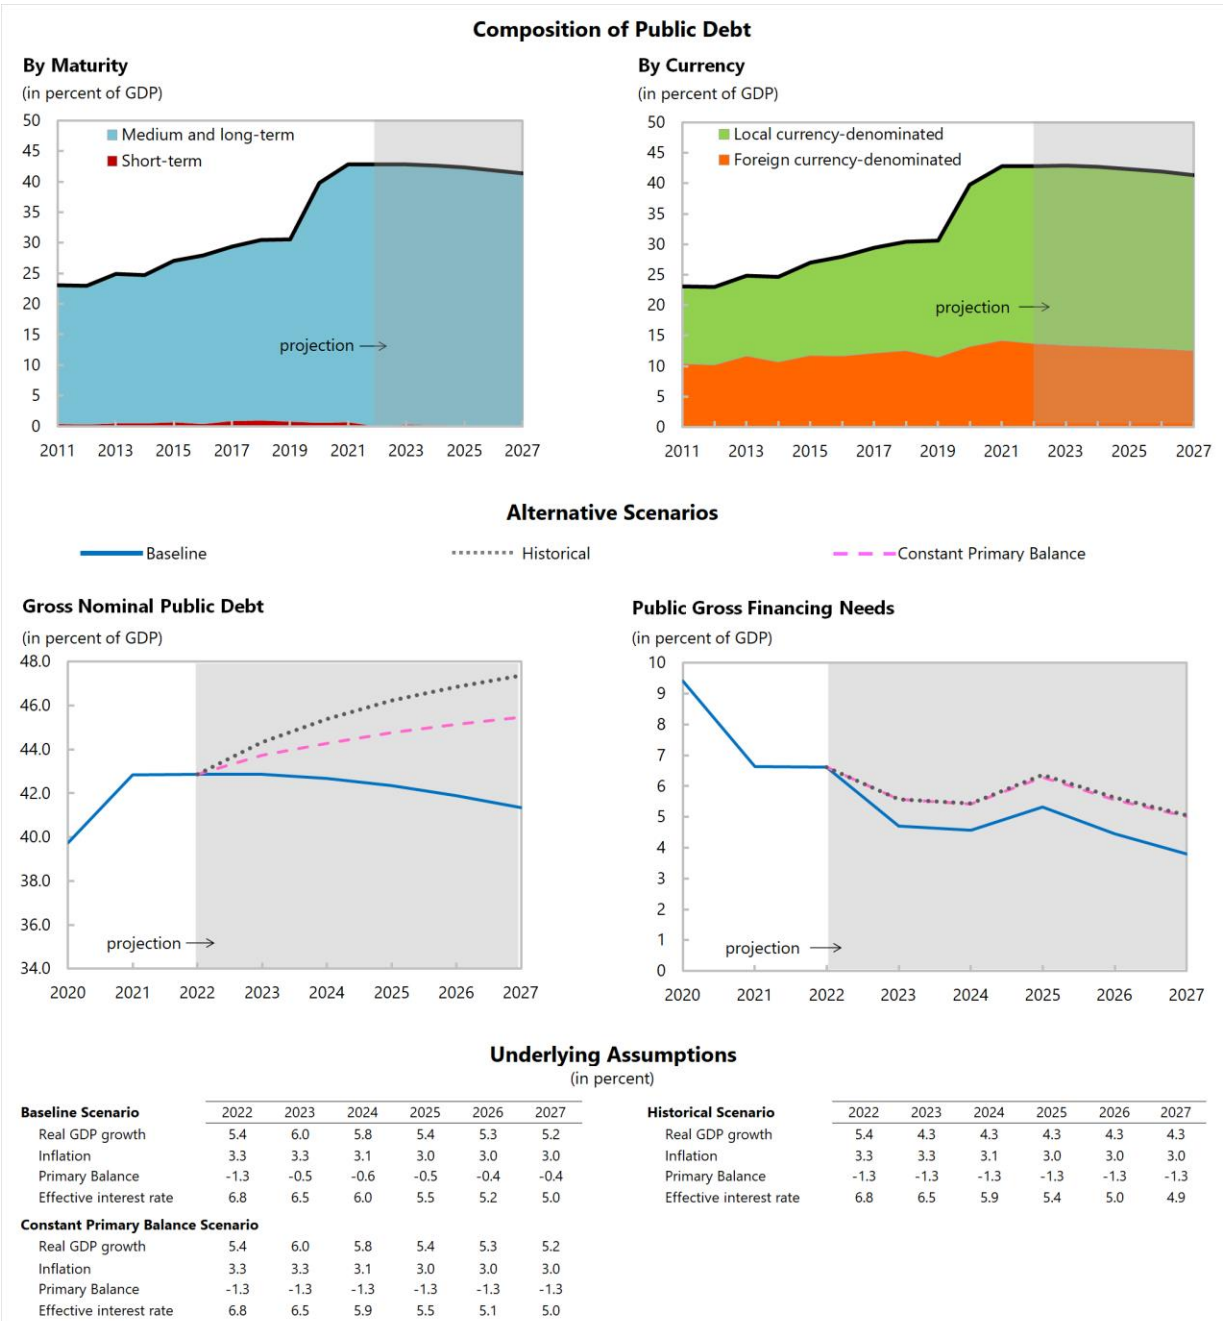 Composition of Public Debt
By Maturity
(in percent of GDP)
50
45
40
35
30
25
20
15
10
5
0
Medium and long-term
Short-term
projection
2011 2013 2015 2017 2019 2021 2023 2025 2027
By Currency
(in percent of GDP)
50
45
40
35
30
25
20
15
10
5
0
Local currency-denominated
Foreign currency-denominated
projection
2011 2013 2015 2017 2019 2021 2023 2025 2027
Alternative Scenarios
Baseline
Historical
Constant Primary Balance
Gross Nominal Public Debt
(in percent of GDP)
48.0
46.0
44.0
42.0
40.0
38.0
36.0
34.0
projection
2020 2021 2022 2023 2024 2025 2026 2027
Public Gross Financing Needs
(in percent of GDP)
10
9
8
7
6
5
4
3
2
1
0
projection
2020 2021 2022 2023 2024 2025 2026 2027
Underlying Assumptions
(in percent)
Baseline Scenario 2022 2023 2024 2025 2026 2027
Real GDP growth 5.4 6.0 5.8 5.4 5.3 5.2
Inflation 3.3 3.3 3.1 3.0 3.0 3.0
Primary Balance -1.3 -0.5 -0.6 -0.5 -0.4 -0.4
Effective interest rate 6.8 6.5 6.0 5.5 5.2 5.0
Constant Primary Balance Scenario
Real GDP growth 5.4 6.0 5.8 5.4 5.3 5.2
Inflation 3.3 3.3 3.1 3.0 3.0 3.0
Primary Balance -1.3 -1.3 -1.3 -1.3 -1.3 -1.3
Effective interest rate 6.8 6.5 5.9 5.5 5.1 5.0
Historical Scenario 2022 2023 2024 2025 2026 2027
Real GDP growth 5.4 4.3 4.3 4.3 4.3 4.3
Inflation 3.3 3.3 3.1 3.0 3.0 3.0
Primary Balance -1.3 -1.3 -1.3 -1.3 -1.3 -1.3
Effective interest rate 6.8 6.5 5.9 5.4 5.0 4.9